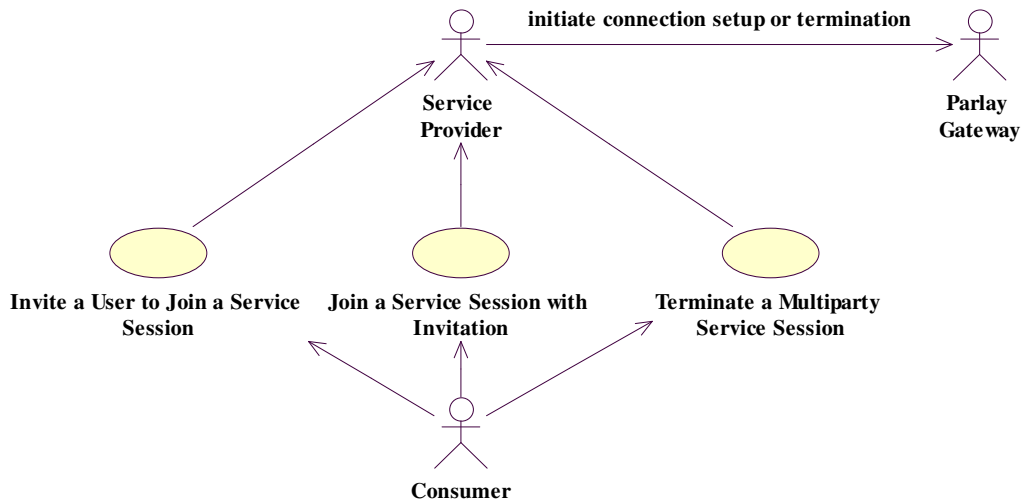 initiate connection setup or termination
Service
Provider
Parlay
Gateway
Invite a User to Join a Service
Session
Join a Service Session with
Invitation
Terminate a Multiparty
Service Session
Consumer